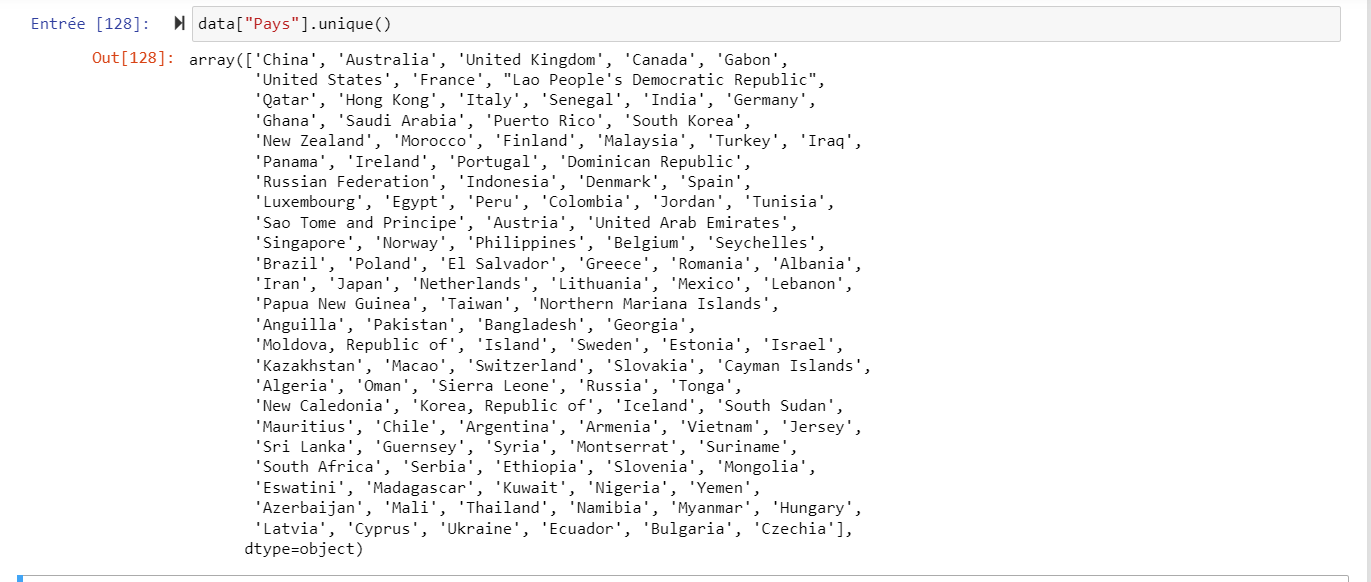 Entrée [128]: data["Pays"].unique()
Out[128]: array(['China', 'Australia', 'United Kingdom', 'Canada', 'Gabon',
'United States', 'France', "Lao People's Democratic Republic",
'Qatar', 'Hong Kong', 'Italy', 'Senegal', 'India', 'Germany',
'Ghana', 'Saudi Arabia', 'Puerto Rico', 'South Korea',
'New Zealand', 'Morocco', 'Finland', 'Malaysia', 'Turkey', 'Iraq',
'Panama', 'Ireland', 'Portugal', 'Dominican Republic',
'Russian Federation', 'Indonesia', 'Denmark', 'Spain',
'Luxembourg', 'Egypt', 'Peru', 'Colombia', 'Jordan', 'Tunisia',
'Sao Tome and Principe', 'Austria', 'United Arab Emirates',
'Singapore', 'Norway', 'Philippines', 'Belgium', 'Seychelles',
'Brazil', 'Poland', 'El Salvador', 'Greece', 'Romania', 'Albania',
'Iran', 'Japan', 'Netherlands', 'Lithuania', 'Mexico', 'Lebanon',
'Papua New Guinea', 'Taiwan', 'Northern Mariana Islands',
'Anguilla', 'Pakistan', 'Bangladesh', 'Georgia',
'Moldova, Republic of', 'Island', 'Sweden', 'Estonia', 'Israel',
'Kazakhstan', 'Macao', 'Switzerland', 'Slovakia', 'Cayman Islands',
'Algeria', 'Oman', 'Sierra Leone', 'Russia', 'Tonga',
'New Caledonia', 'Korea, Republic of', 'Iceland', 'South Sudan',
'Mauritius', 'Chile', 'Argentina', 'Armenia', 'Vietnam', 'Jersey',
'Sri Lanka', 'Guernsey', 'Syria', 'Montserrat', 'Suriname',
'South Africa', 'Serbia', 'Ethiopia', 'Slovenia', 'Mongolia',
'Eswatini', 'Madagascar', 'Kuwait', 'Nigeria', 'Yemen',
'Azerbaijan', 'Mali', 'Thailand', 'Namibia', 'Myanmar', 'Hungary',
'Latvia', 'Cyprus', 'Ukraine', 'Ecuador', 'Bulgaria', 'Czechia'],
dtype=object)